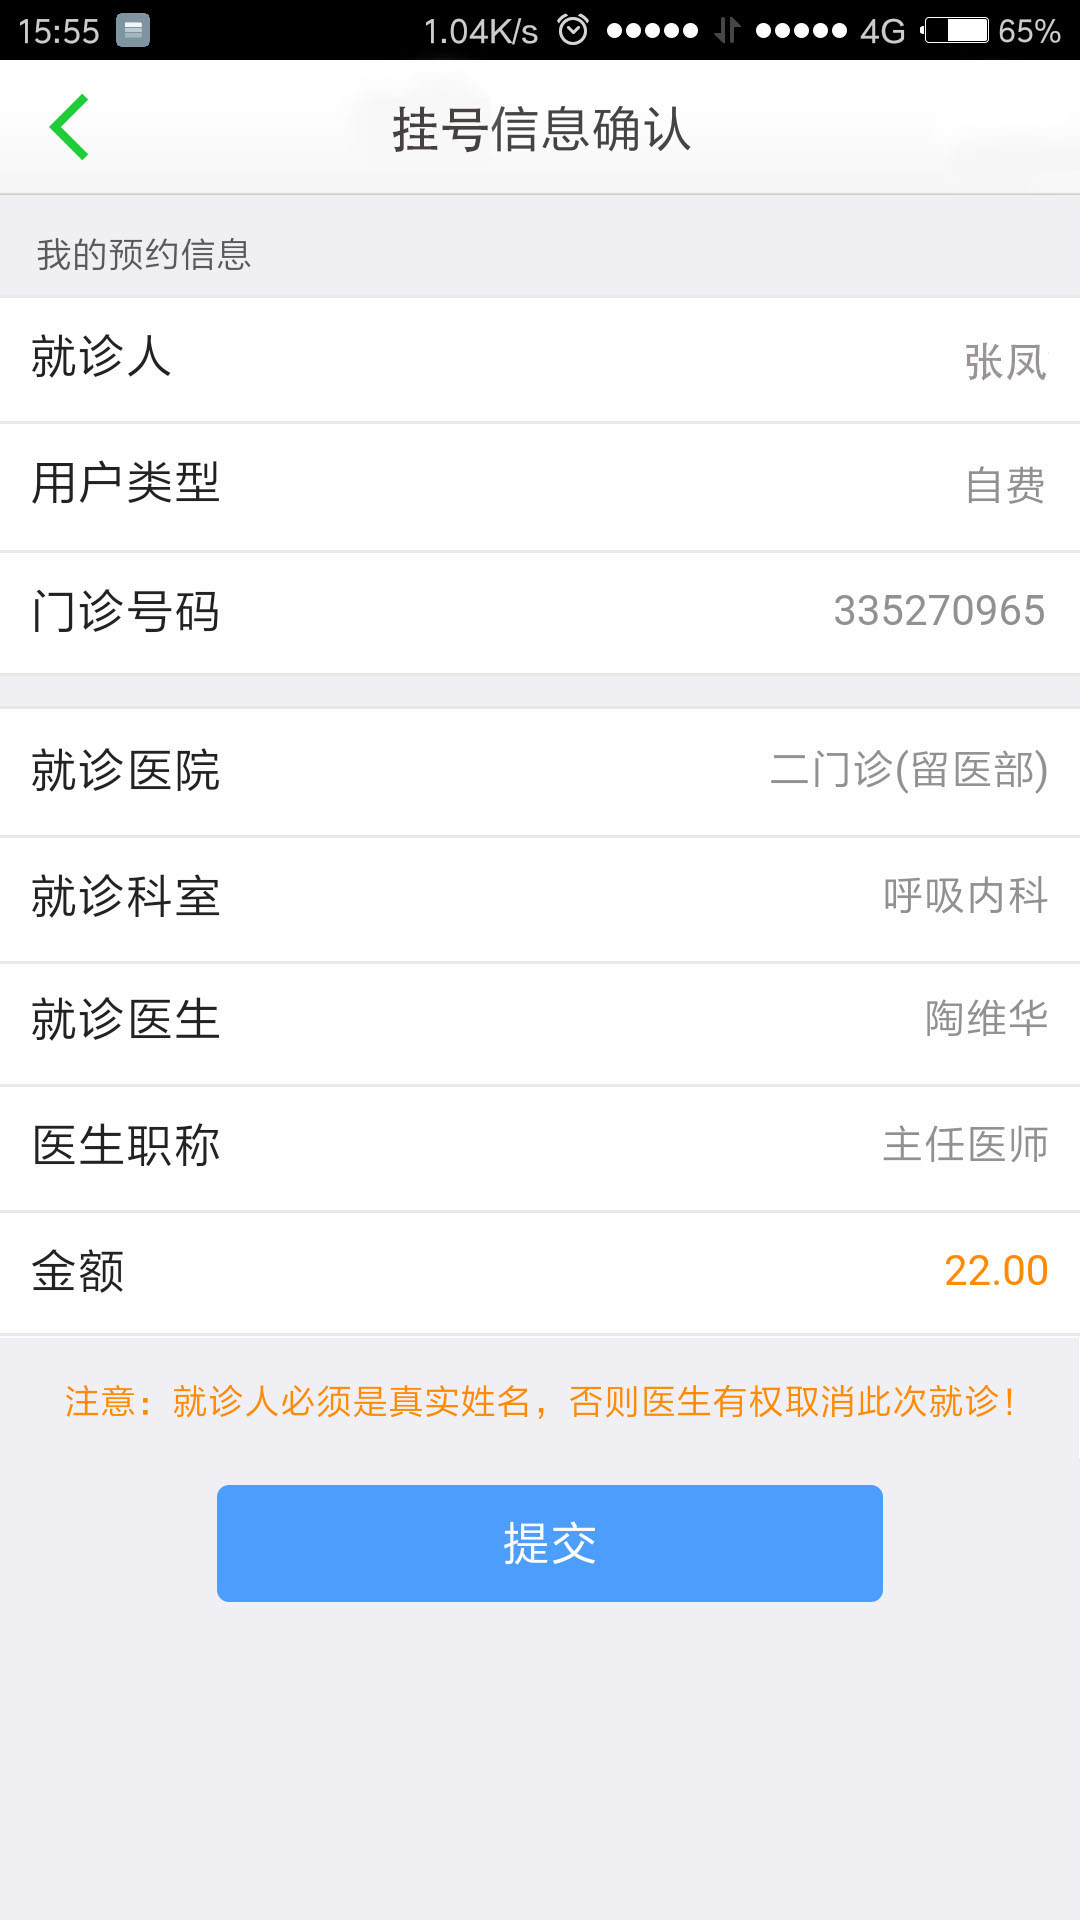 15:55 1.04K/s 4G 65%
挂号信息确认
我的预约信息
就诊人 张凤
用户类型 自费
门诊号码 335270965
就诊医院 二门诊(留医部)
就诊科室 呼吸内科
就诊医生 陶维华
医生职称 主任医师
金额 22.00
注意：就诊人必须是真实姓名，否则医生有权取消此次就诊！
提交